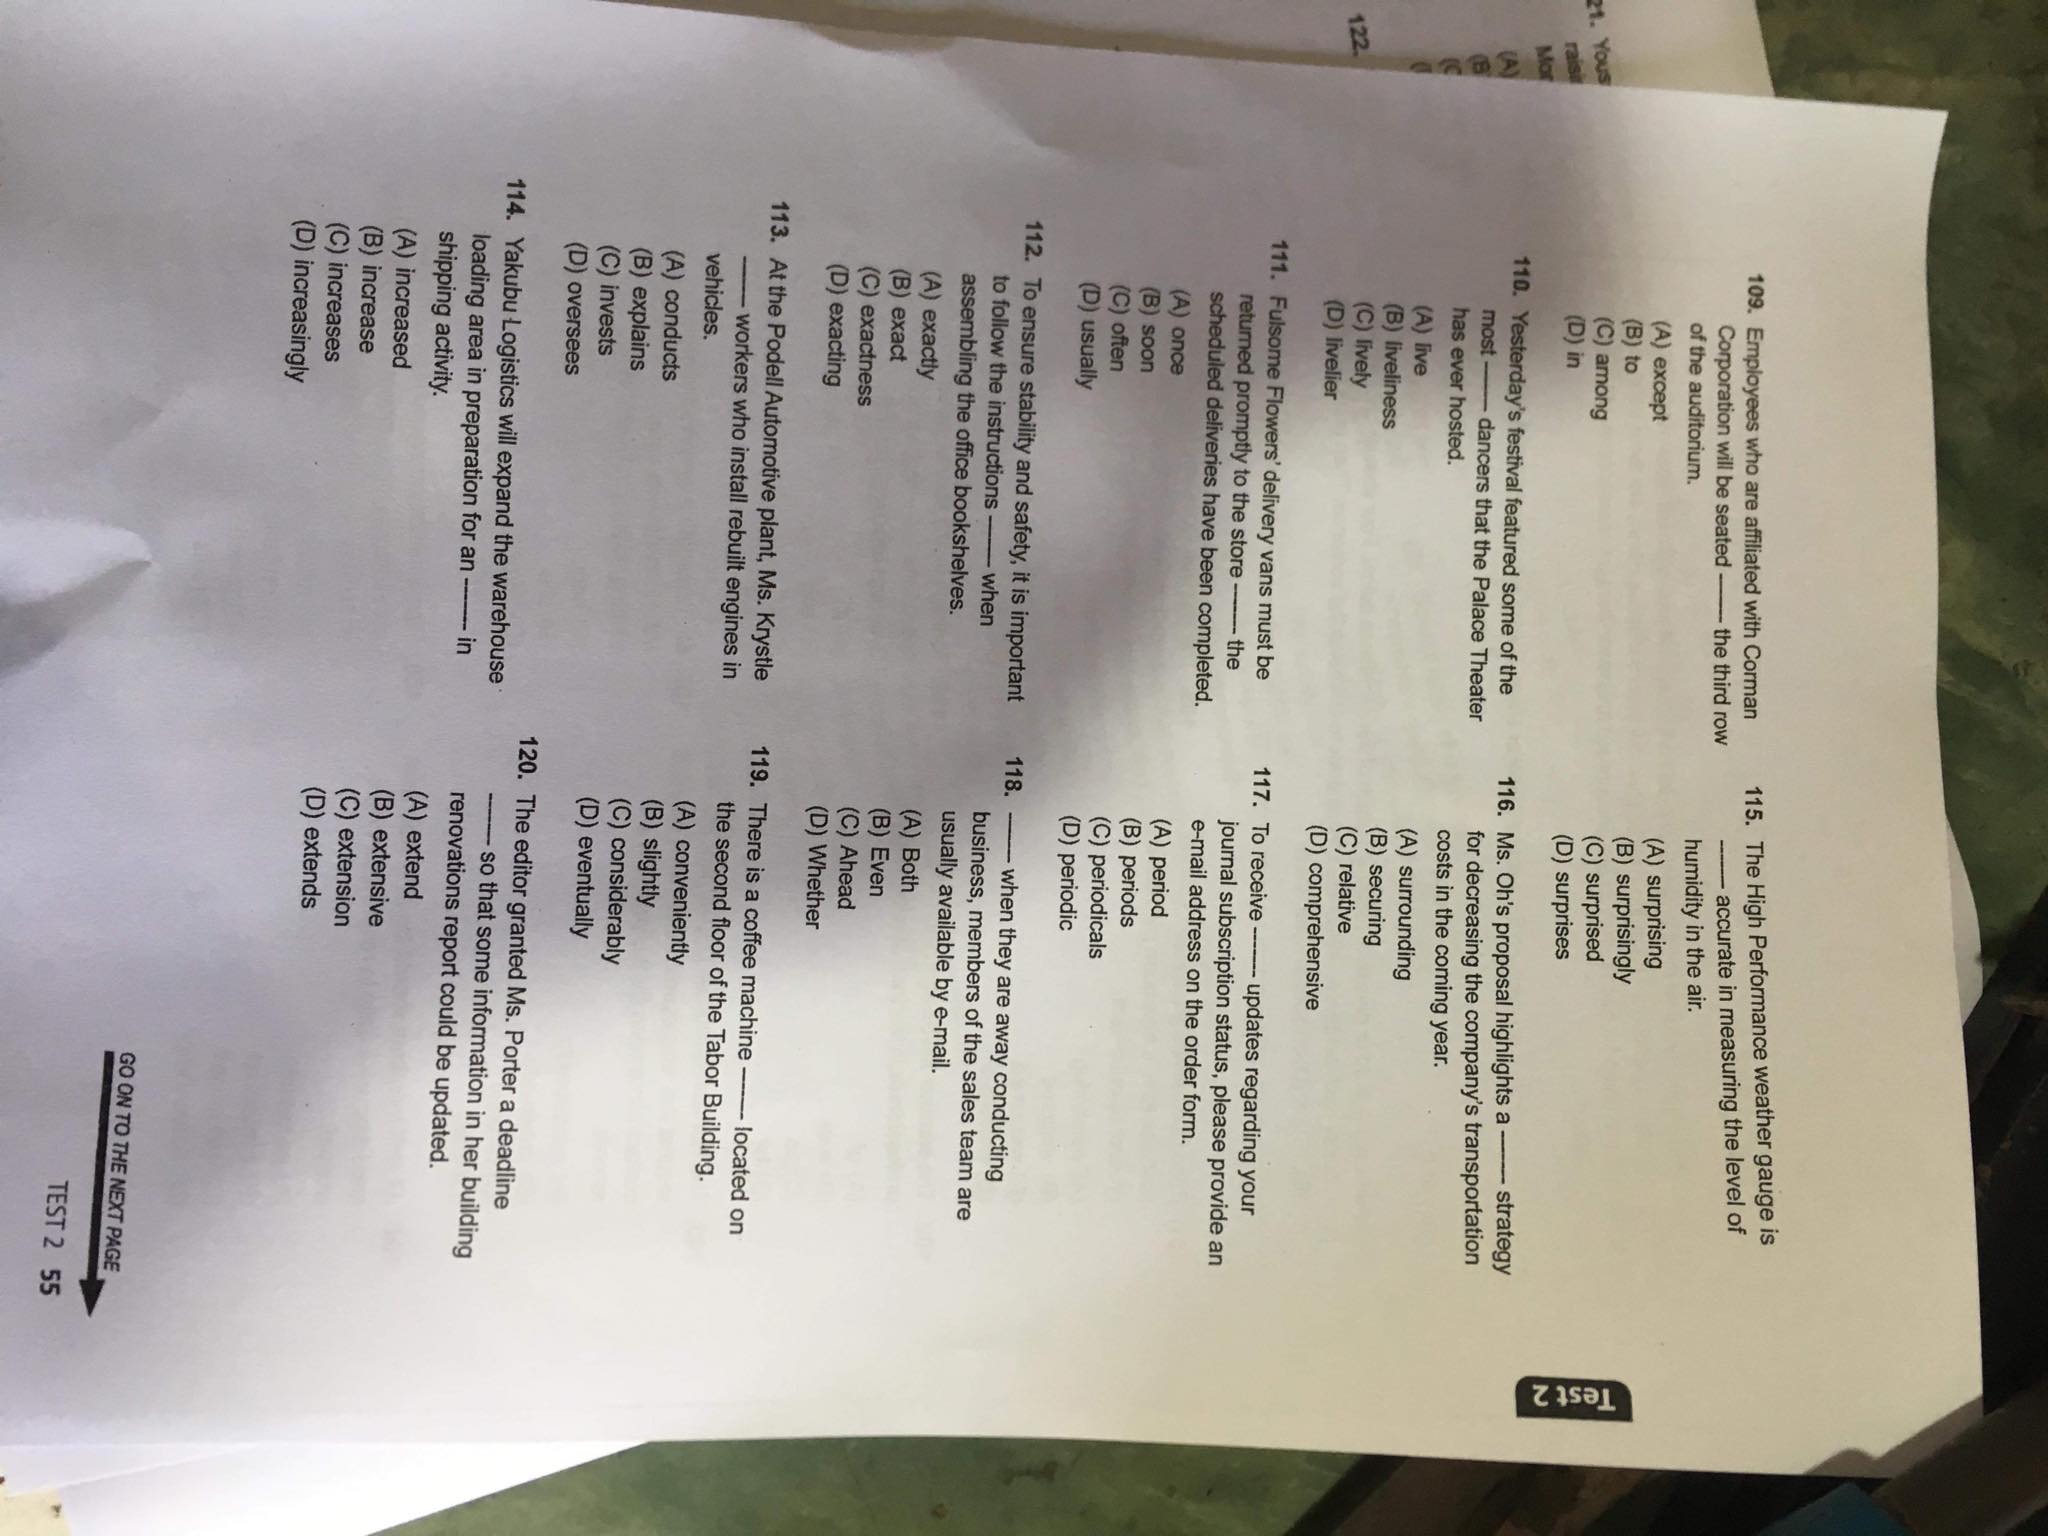 109. Employees who are affiliated with Corman
Corporation will be seated ------- the third row
of the auditorium.
(A) except
(B) to
(C) among
(D) in
110. Yesterday's festival featured some of the
most ------- dancers that the Palace Theater
has ever hosted.
(A) live
(B) liveliness
(C) lively
(D) livelier
111. Fulsome Flowers' delivery vans must be
returned promptly to the store ------- the
scheduled deliveries have been completed.
(A) once
(B) soon
(C) often
(D) usually
112. To ensure stability and safety, it is important
to follow the instructions ------- when
assembling the office bookshelves.
(A) exactly
(B) exact
(C) exactness
(D) exacting
113. At the Podell Automotive plant, Ms. Krystle
------- workers who install rebuilt engines in
vehicles.
(A) conducts
(B) explains
(C) invests
(D) oversees
114. Yakubu Logistics will expand the warehouse
loading area in preparation for an ------- in
shipping activity.
(A) increased
(B) increase
(C) increases
(D) increasingly
115. The High Performance weather gauge is
------- accurate in measuring the level of
humidity in the air.
(A) surprising
(B) surprisingly
(C) surprised
(D) surprises
116. Ms. Oh's proposal highlights a ------- strategy
for decreasing the company's transportation
costs in the coming year.
(A) surrounding
(B) securing
(C) relative
(D) comprehensive
117. To receive ------- updates regarding your
journal subscription status, please provide an
e-mail address on the order form.
(A) period
(B) periods
(C) periodicals
(D) periodic
118. ------- when they are away conducting
business, members of the sales team are
usually available by e-mail.
(A) Both
(B) Even
(C) Ahead
(D) Whether
119. There is a coffee machine ------- located on
the second floor of the Tabor Building.
(A) conveniently
(B) slightly
(C) considerably
(D) eventually
120. The editor granted Ms. Porter a deadline
------- so that some information in her building
renovations report could be updated.
(A) extend
(B) extensive
(C) extension
(D) extends
Test 2
GO ON TO THE NEXT PAGE
TEST 2 55
122.